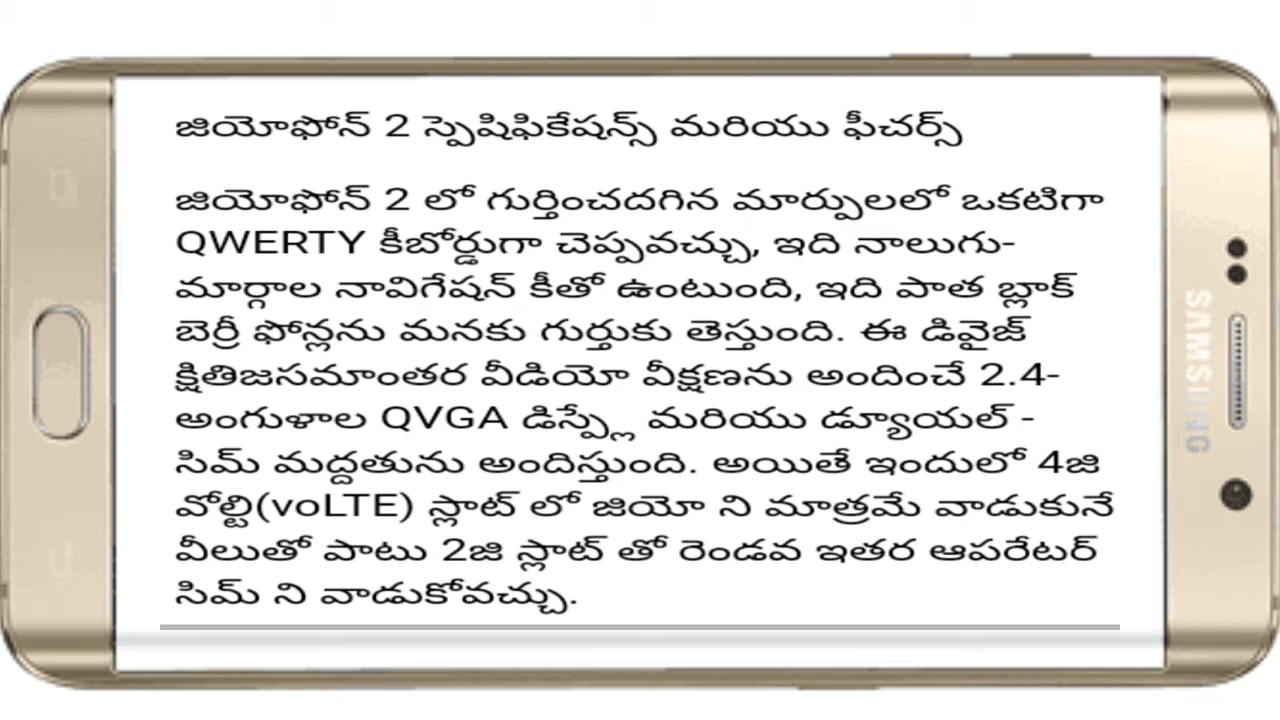 జియోఫోన్ 2 స్పెషిఫికేషన్స్ మరియు ఫీచర్స్
జియోఫోన్ 2 లో గుర్తించదగిన మార్పులలో ఒకటిగా
QWERTY కీబోర్డుగా చెప్పవచ్చు, ఇది నాలుగు-
మార్గాల నావిగేషన్ కీతో ఉంటుంది, ఇది పాత బ్లాక్
బెర్రీ ఫోన్లను మనకు గుర్తుకు తెస్తుంది. ఈ డివైజ్
క్షితిజసమాంతర వీడియో వీక్షణను అందించే 2.4-
అంగుళాల QVGA డిస్ప్లే మరియు డ్యూయల్ -
సిమ్ మద్దతును అందిస్తుంది. అయితే ఇందులో 4జి
వోల్టి(voLTE) స్లాట్ లో జియో ని మాత్రమే వాడుకునే
వీలుతో పాటు 2జి స్లాట్ తో రెండవ ఇతర ఆపరేటర్
సిమ్ ని వాడుకోవచ్చు.
SAMSUNG